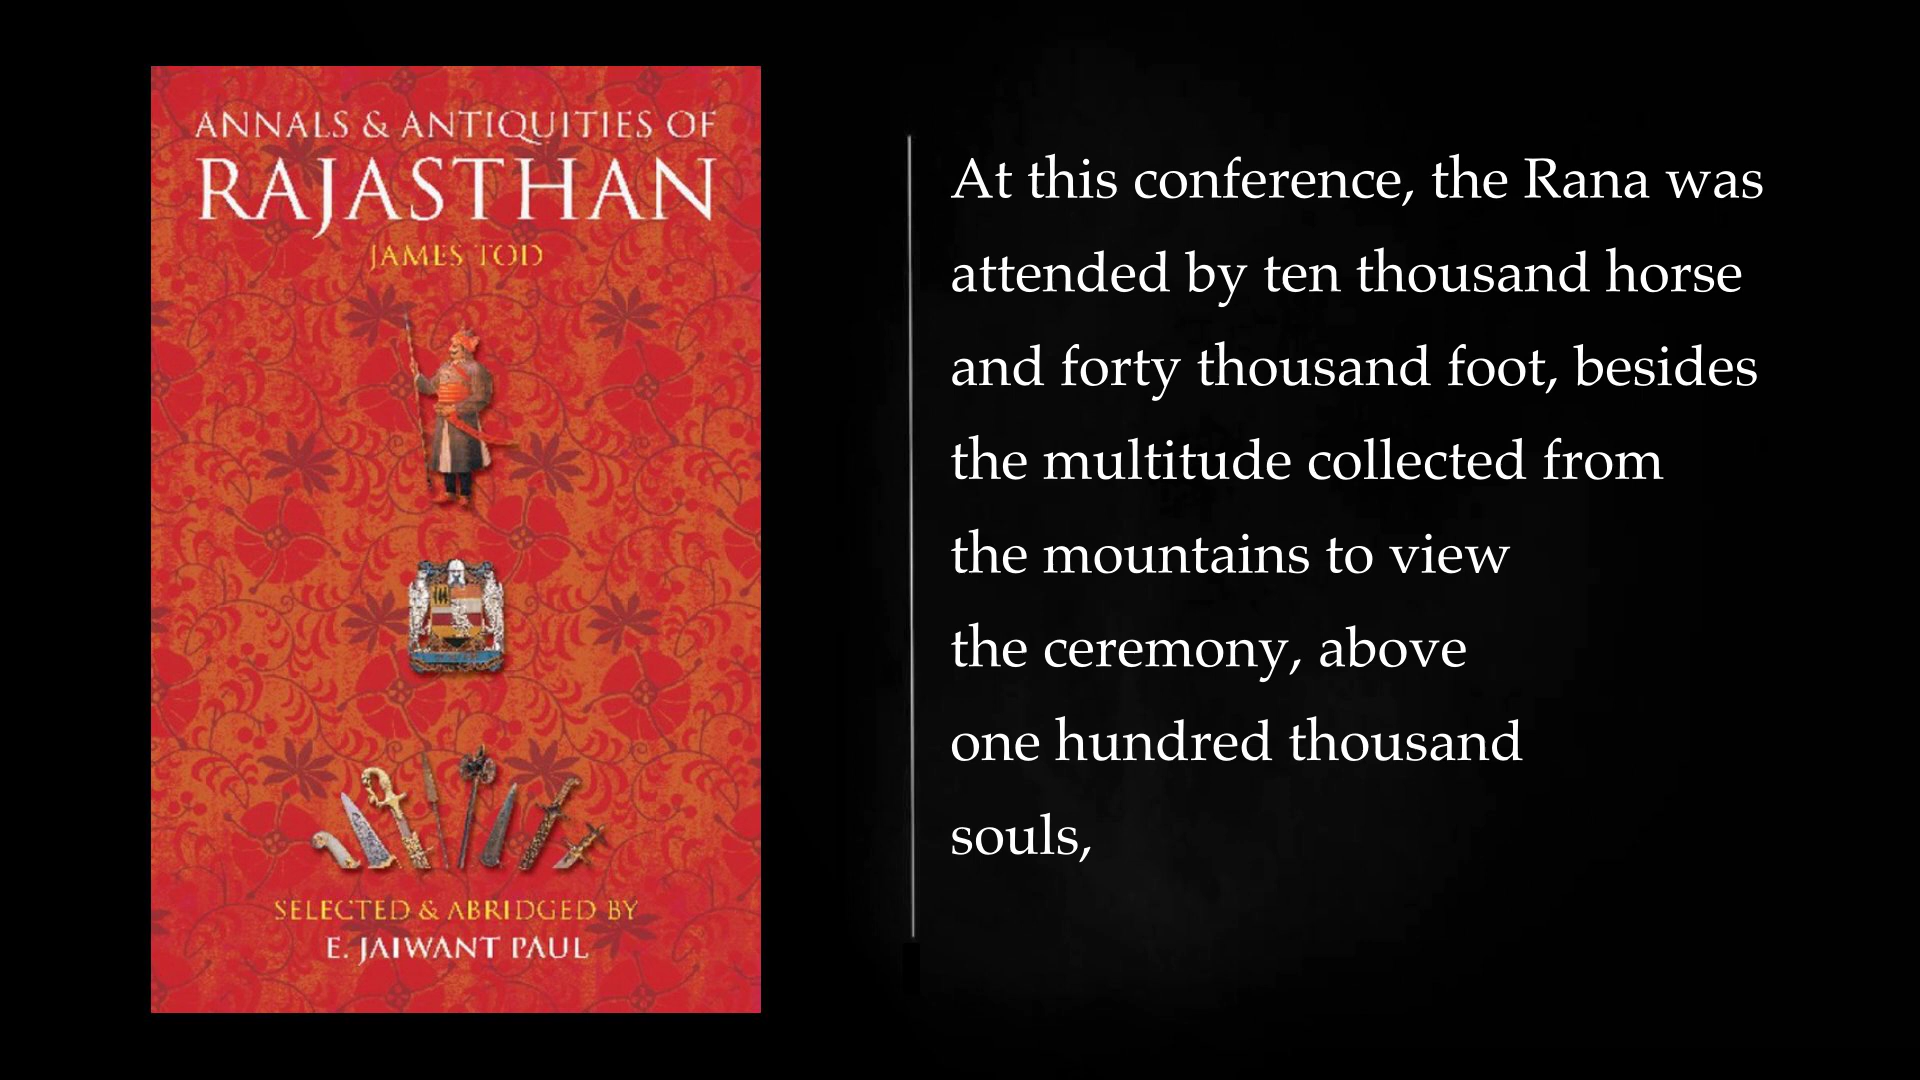 ANNALS & ANTIQUITIES OF
RAJASTHAN
JAMES TOD
SELECTED & ABRIDGED BY
E. JAIWANT PAUL
At this conference, the Rana was
attended by ten thousand horse
and forty thousand foot, besides
the multitude collected from
the mountains to view
the ceremony, above
one hundred thousand
souls,